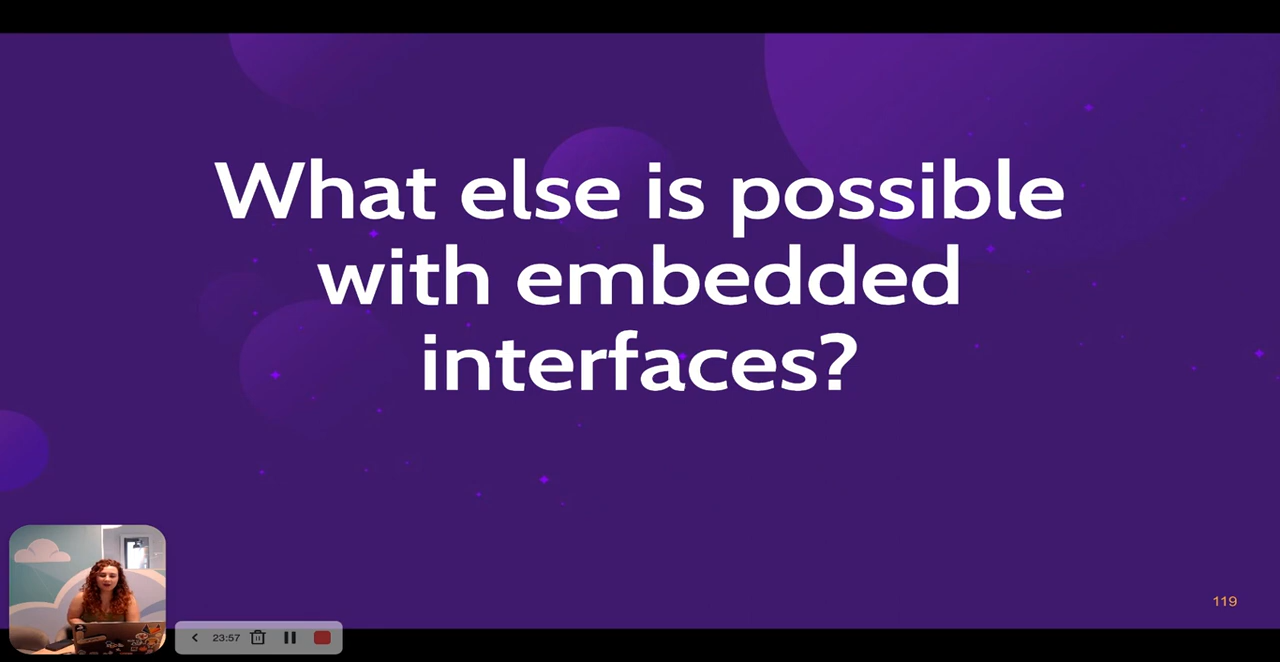 What else is possible
with embedded
interfaces?
119
23:57